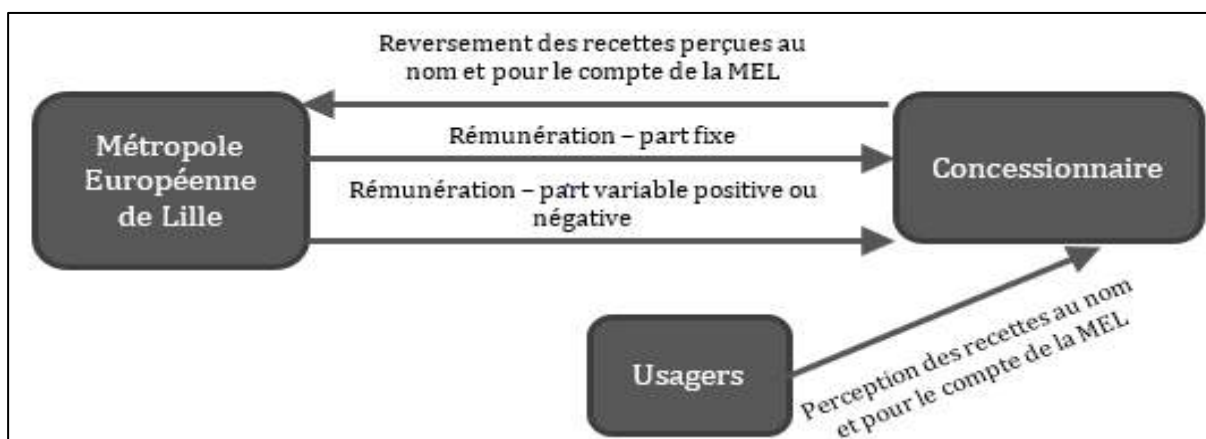 Reversement des recettes perçues au
nom et pour le compte de la MEL
Métropole
Européenne
de Lille
Rémunération – part fixe
Concessionnaire
Rémunération – part variable positive ou
négative
Usagers
Perception des recettes au nom
et pour le compte de la MEL